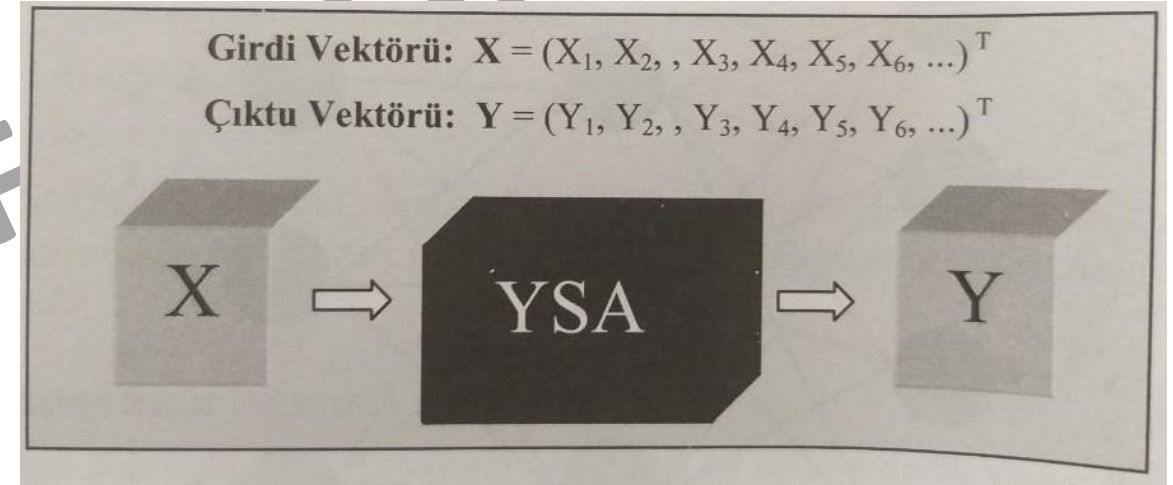 Girdi Vektörü: X = (X₁, X₂, , X₃, X₄, X₅, X₆, ...)ᵀ
Çıktu Vektörü: Y = (Y₁, Y₂, , Y₃, Y₄, Y₅, Y₆, ...)ᵀ
X YSA Y